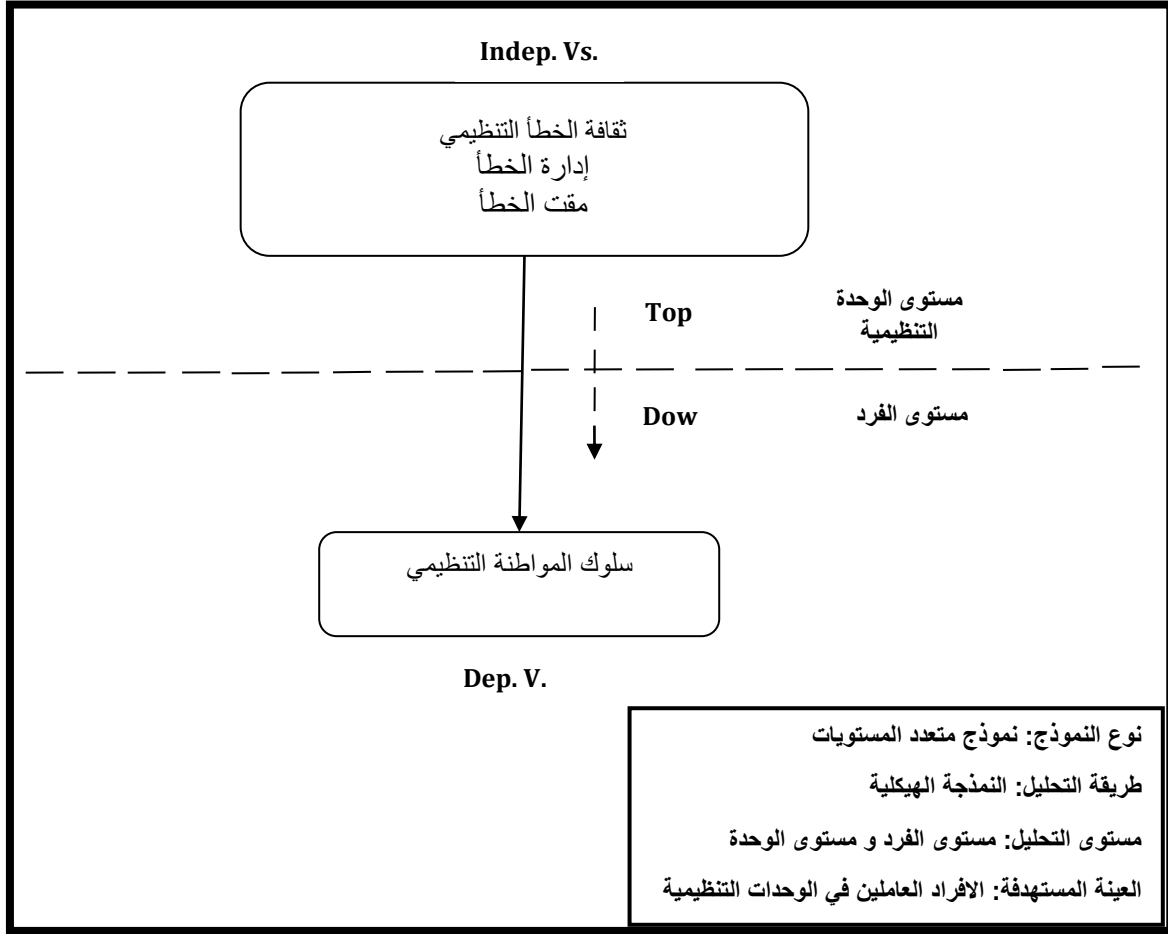 Indep. Vs.
ثقافة الخطأ التنظيمي
إدارة الخطأ
مقت الخطأ
Top
مستوى الوحدة
التنظيمية
Dow
مستوى الفرد
سلوك المواطنة التنظيمي
Dep. V.
نوع النموذج: نموذج متعدد المستويات
طريقة التحليل: النمذجة الهيكلية
مستوى التحليل: مستوى الفرد و مستوى الوحدة
العينة المستهدفة: الافراد العاملين في الوحدات التنظيمية